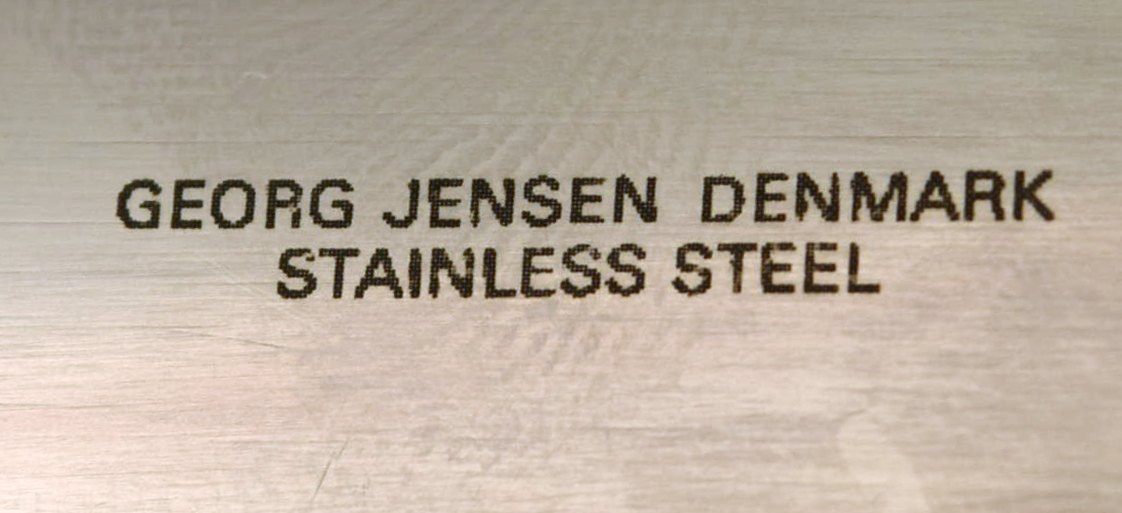 GEORG JENSEN DENMARK
STAINLESS STEEL